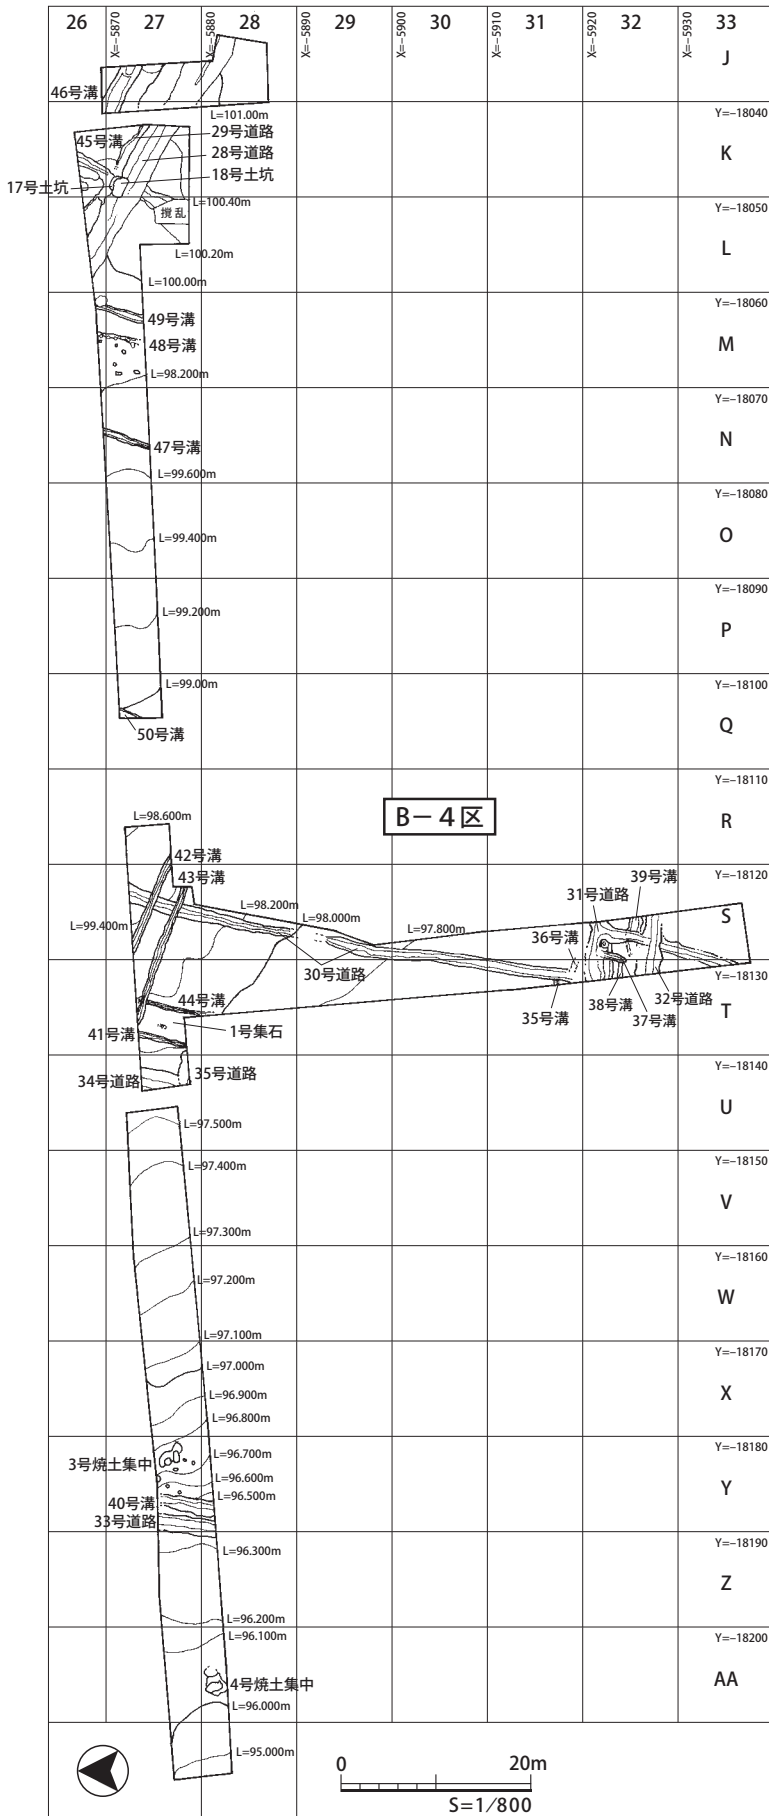 26
27
28
29
30
31
32
33
X=−5870
X=−5880
X=−5890
X=−5900
X=−5910
X=−5920
X=−5930
J
46号溝
L=101.00m
Y=−18040
45号溝
29号道路
28号道路
K
18号土坑
17号土坑
L=100.40m
Y=−18050
撹乱
L
L=100.20m
L=100.00m
Y=−18060
49号溝
48号溝
M
L=98.200m
Y=−18070
47号溝
N
L=99.600m
Y=−18080
L=99.400m
O
Y=−18090
L=99.200m
P
L=99.00m
Y=−18100
50号溝
Q
Y=−18110
L=98.600m
B−4区
R
42号溝
Y=−18120
43号溝
39号溝
31号道路
L=98.200m
L=98.000m
L=97.800m
S
L=99.400m
36号溝
30号道路
Y=−18130
44号溝
35号溝
38号溝
32号道路
37号溝
T
1号集石
41号溝
Y=−18140
34号道路
35号道路
U
L=97.500m
Y=−18150
L=97.400m
V
L=97.300m
Y=−18160
L=97.200m
W
L=97.100m
Y=−18170
L=97.000m
X
L=96.900m
L=96.800m
Y=−18180
L=96.700m
3号焼土集中
L=96.600m
Y
L=96.500m
40号溝
33号道路
Y=−18190
L=96.300m
Z
L=96.200m
Y=−18200
L=96.100m
AA
4号焼土集中
L=96.000m
L=95.000m
0
20m
S=1/800